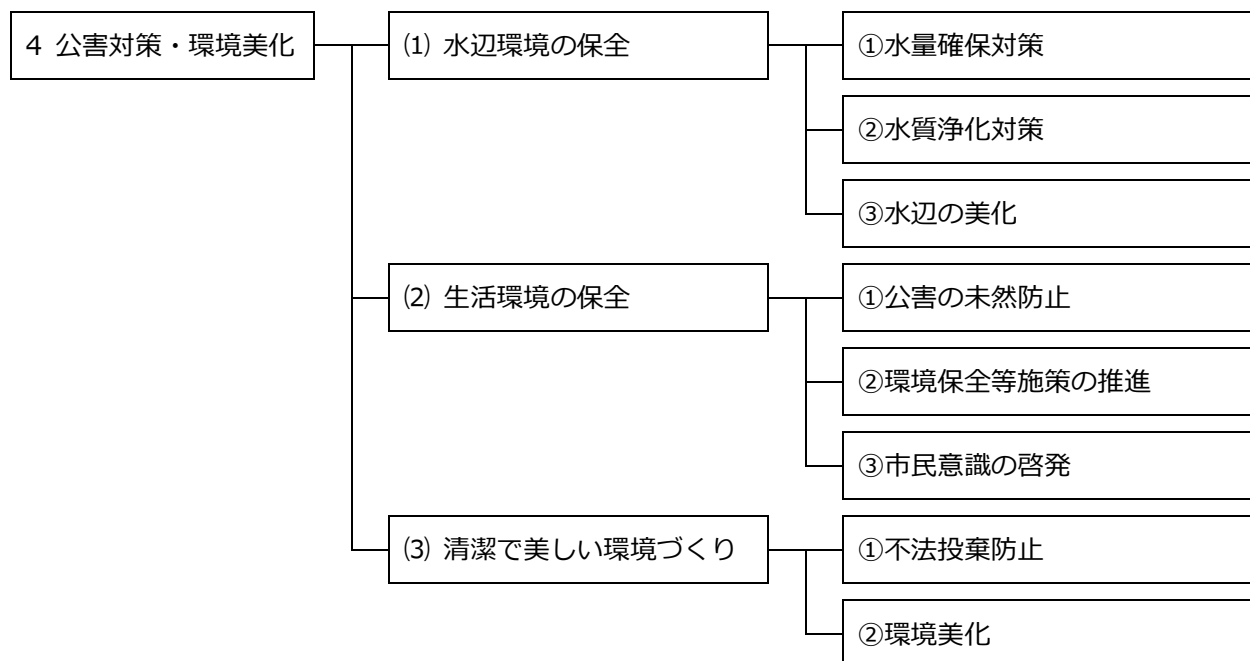 4 公害対策・環境美化
⑴ 水辺環境の保全
①水量確保対策
②水質浄化対策
③水辺の美化
⑵ 生活環境の保全
①公害の未然防止
②環境保全等施策の推進
③市民意識の啓発
⑶ 清潔で美しい環境づくり
①不法投棄防止
②環境美化